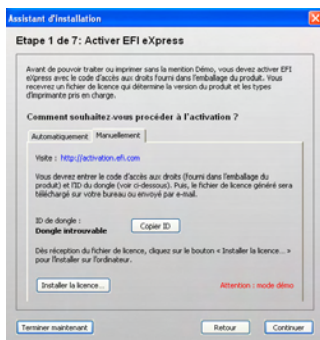 Assistant d'installation
Etape 1 de 7: Activer EFI eXpress
Avant de pouvoir traiter ou imprimer sans la mention Démo, vous devez activer EFI
eXpress avec le code d'accès aux droits fourni dans l'emballage du produit. Vous
recevrez un fichier de licence qui détermine la version du produit et les types
d'imprimante pris en charge.
Comment souhaitez-vous procéder à l'activation ?
Automatiquement Manuellement
Visite : http://activation.efi.com
Vous devrez entrer le code d'accès aux droits (fourni dans l'emballage du
produit) et l'ID du dongle (voir ci-dessous). Puis, le fichier de licence généré sera
téléchargé sur votre bureau ou envoyé par e-mail.
ID de dongle :
Dongle introuvable
Copier ID
Dès réception du fichier de licence, cliquez sur le bouton « Installer la licence... »
pour l'installer sur l'ordinateur.
Installer la licence... Attention : mode démo
Terminer maintenant Retour Continuer